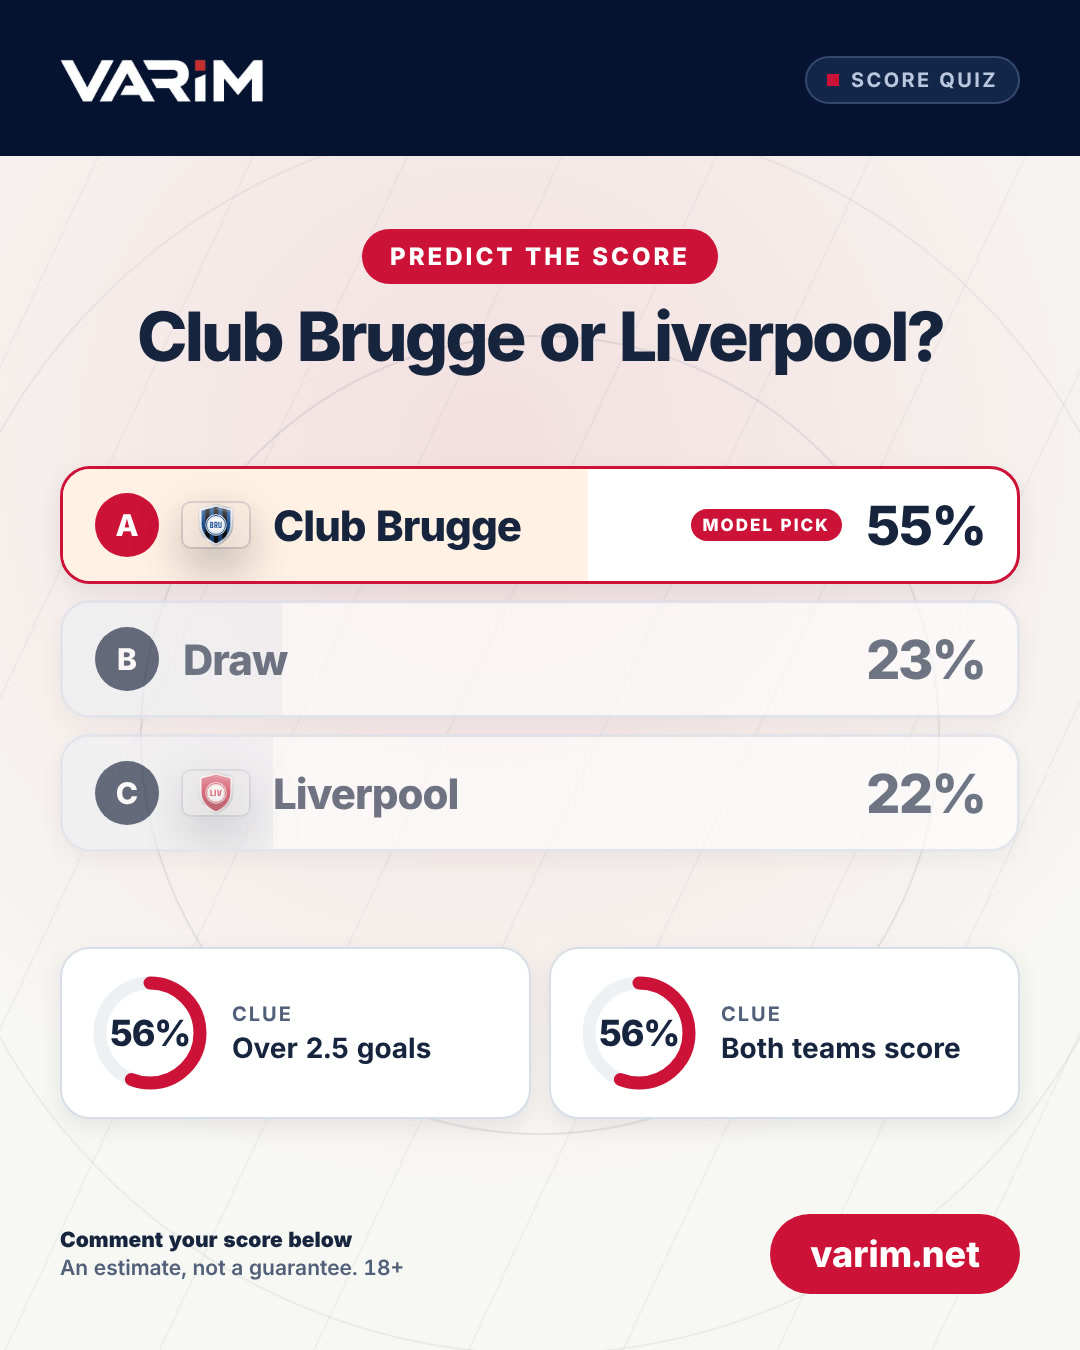 VARIM
SCORE QUIZ
PREDICT THE SCORE
Club Brugge or Liverpool?
A BRU Club Brugge MODEL PICK 55%
B Draw 23%
C LIV Liverpool 22%
56% CLUE Over 2.5 goals
56% CLUE Both teams score
Comment your score below
An estimate, not a guarantee. 18+
varim.net